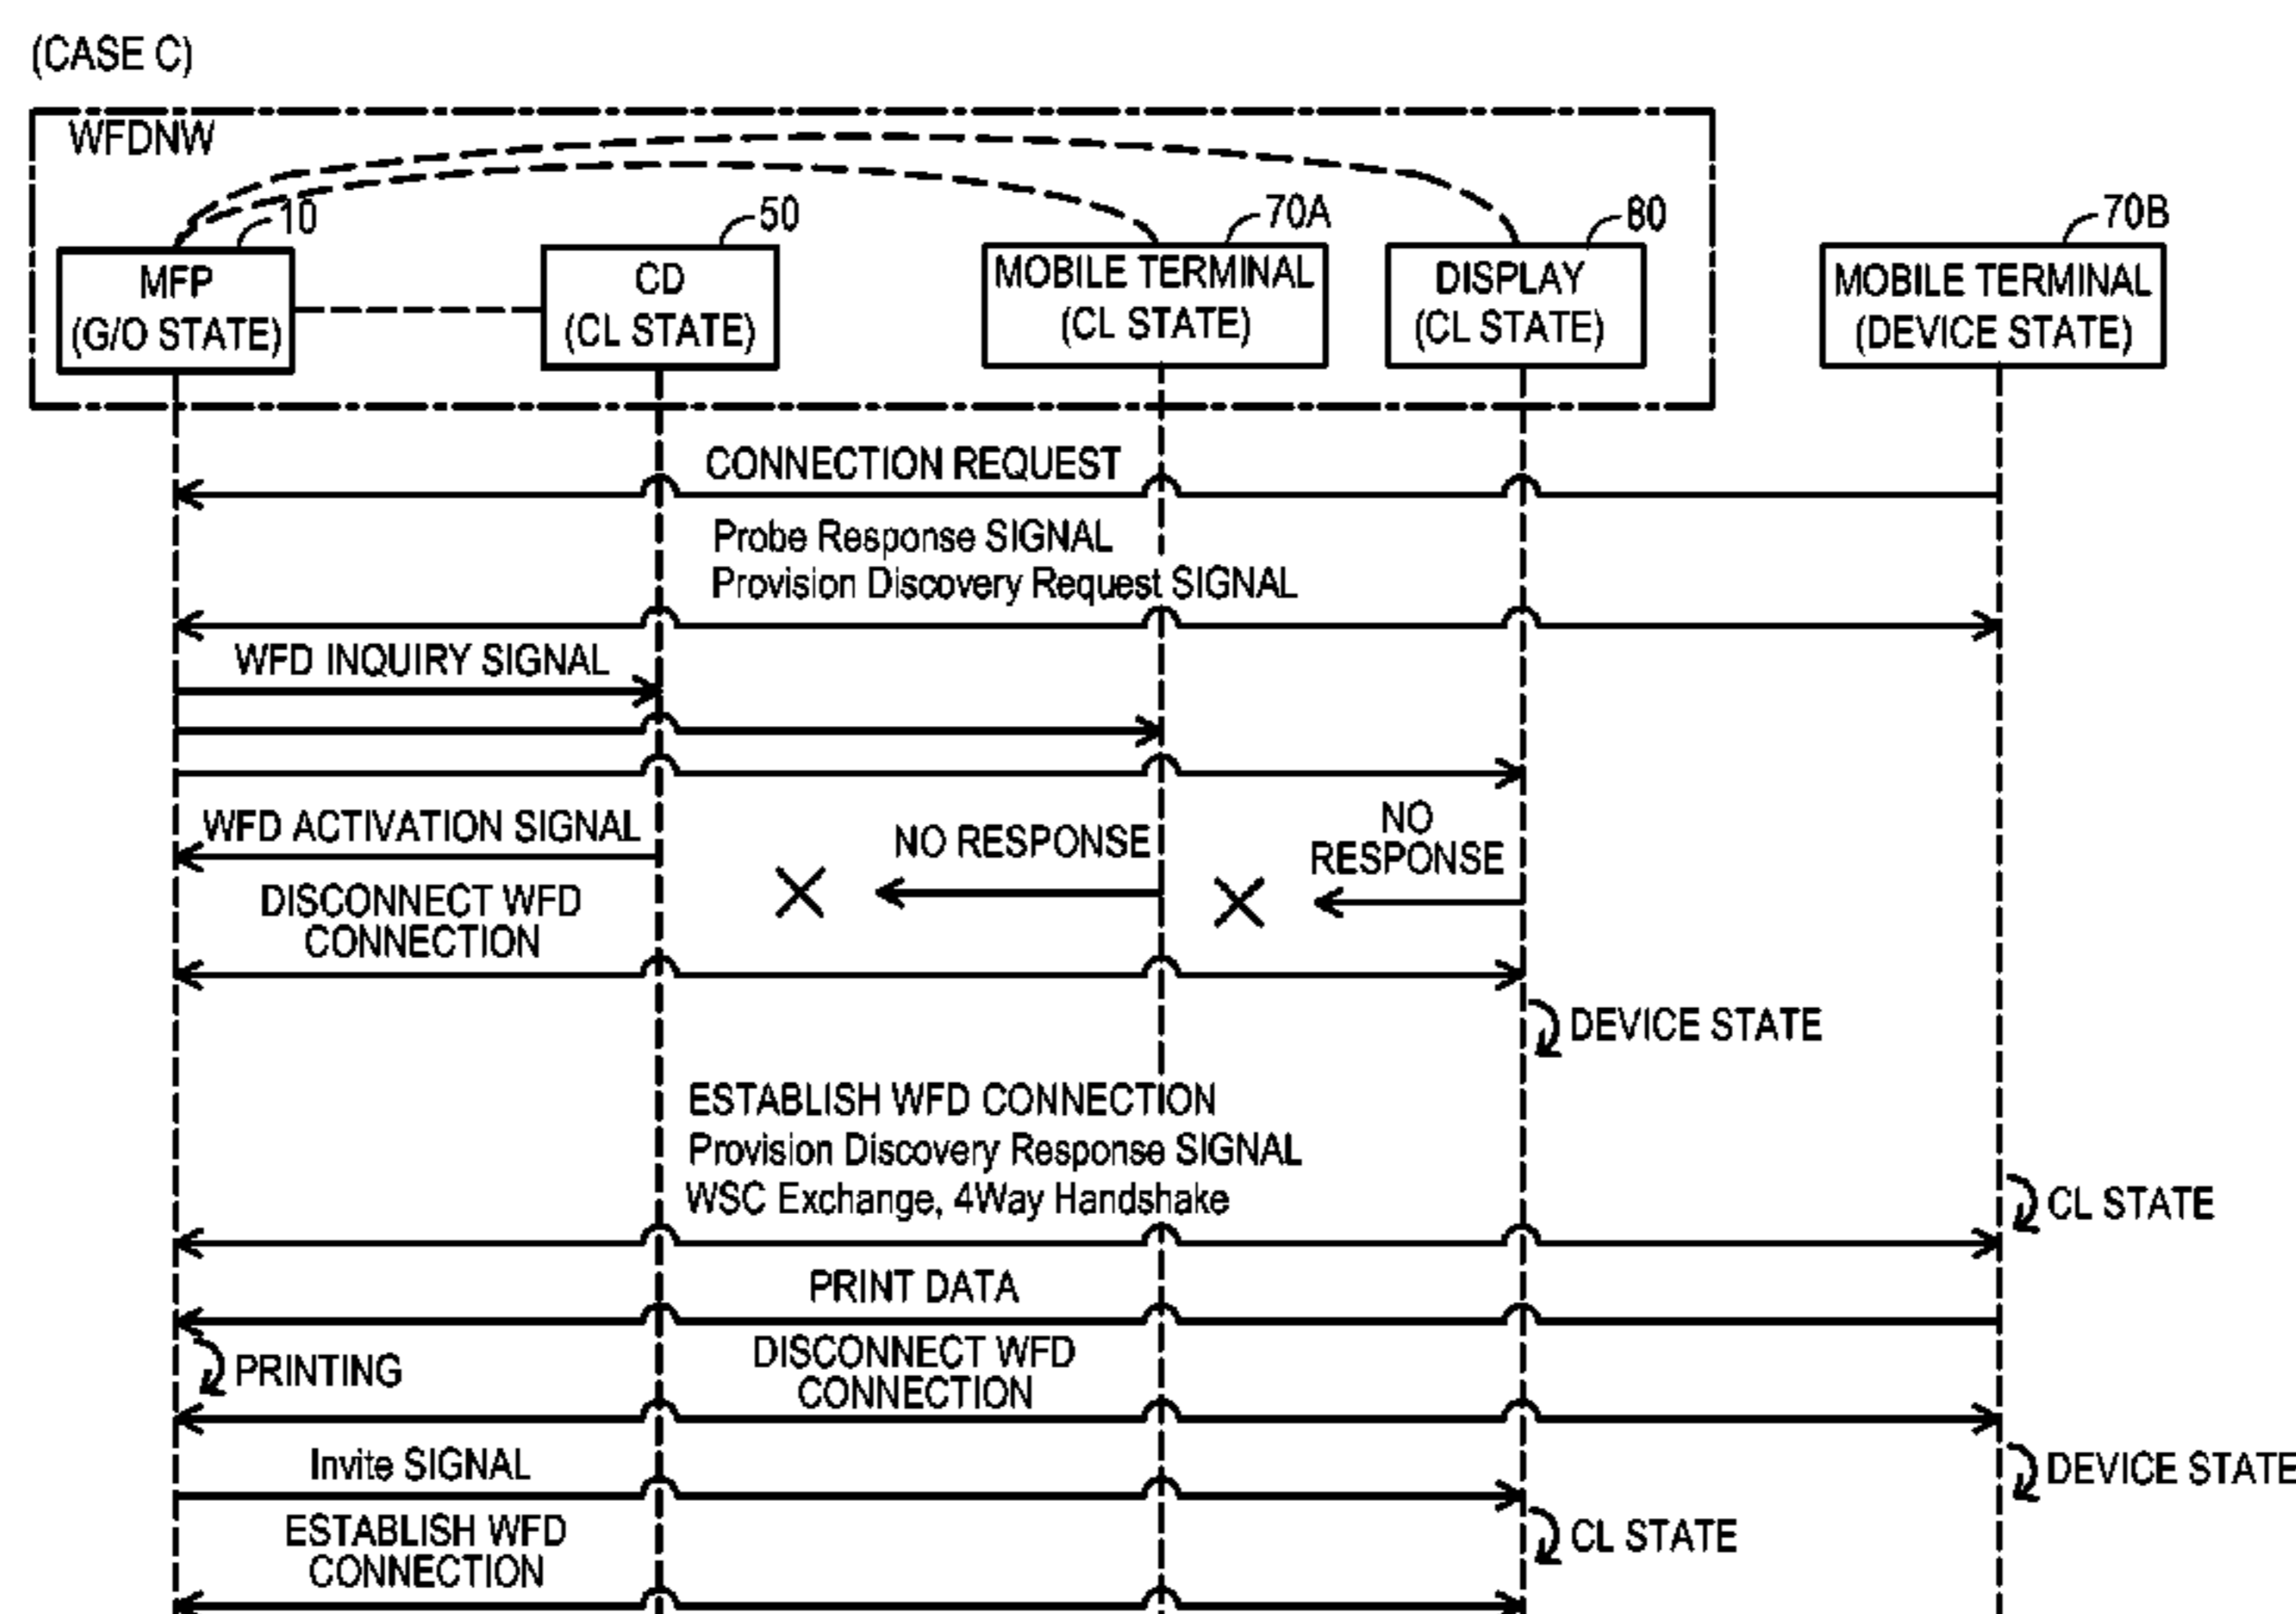 (CASE C)
WFDNW
10
50
70A
80
70B
MFP
(G/O STATE)
CD
(CL STATE)
MOBILE TERMINAL
(CL STATE)
DISPLAY
(CL STATE)
MOBILE TERMINAL
(DEVICE STATE)
CONNECTION REQUEST
Probe Response SIGNAL
Provision Discovery Request SIGNAL
WFD INQUIRY SIGNAL
WFD ACTIVATION SIGNAL
NO RESPONSE
NO
RESPONSE
DISCONNECT WFD
CONNECTION
DEVICE STATE
ESTABLISH WFD CONNECTION
Provision Discovery Response SIGNAL
WSC Exchange, 4Way Handshake
CL STATE
PRINT DATA
PRINTING
DISCONNECT WFD
CONNECTION
Invite SIGNAL
DEVICE STATE
CL STATE
ESTABLISH WFD
CONNECTION